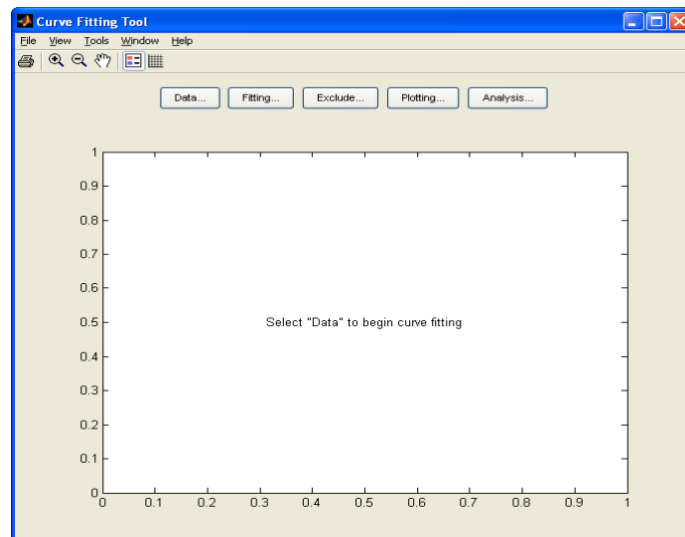 Curve Fitting Tool
File View Tools Window Help
Data... Fitting... Exclude... Plotting... Analysis...
1
0.9
0.8
0.7
0.6
0.5
Select "Data" to begin curve fitting
0.4
0.3
0.2
0.1
0
0 0.1 0.2 0.3 0.4 0.5 0.6 0.7 0.8 0.9 1